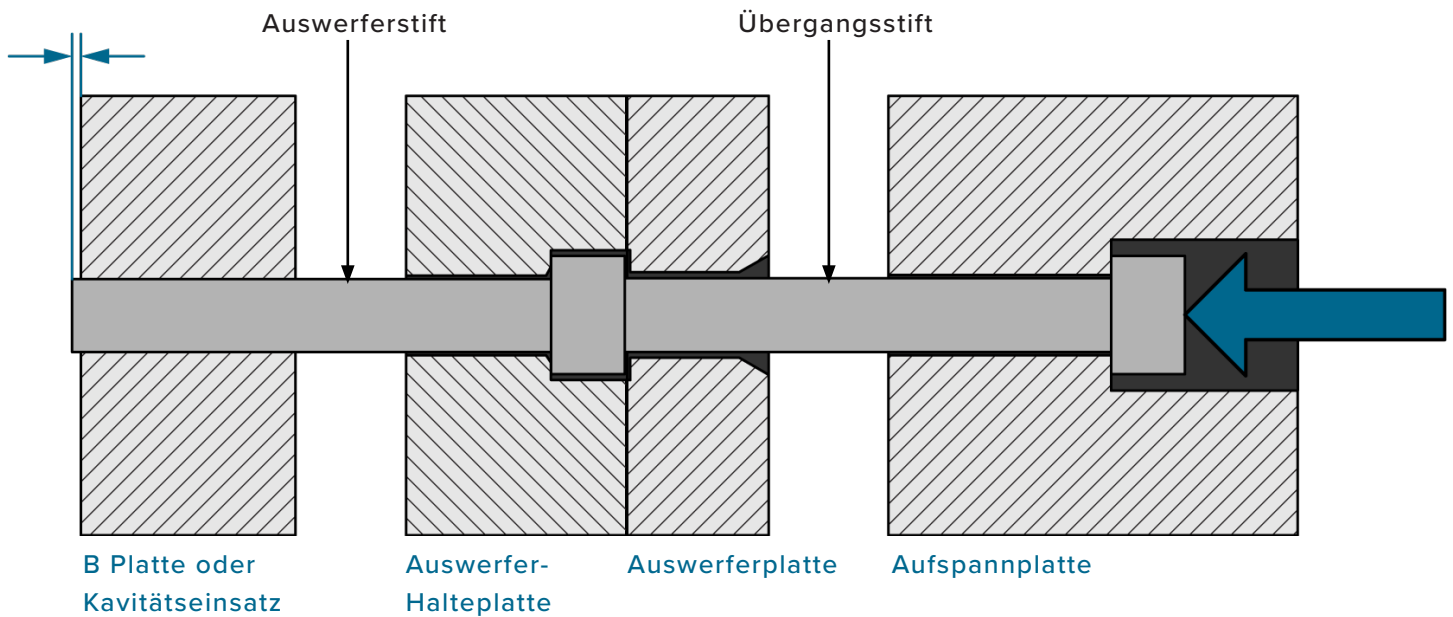 Auswerferstift
Übergangsstift
B Platte oder
Kavitätseinsatz
Auswerfer-
Halteplatte
Auswerferplatte
Aufspannplatte